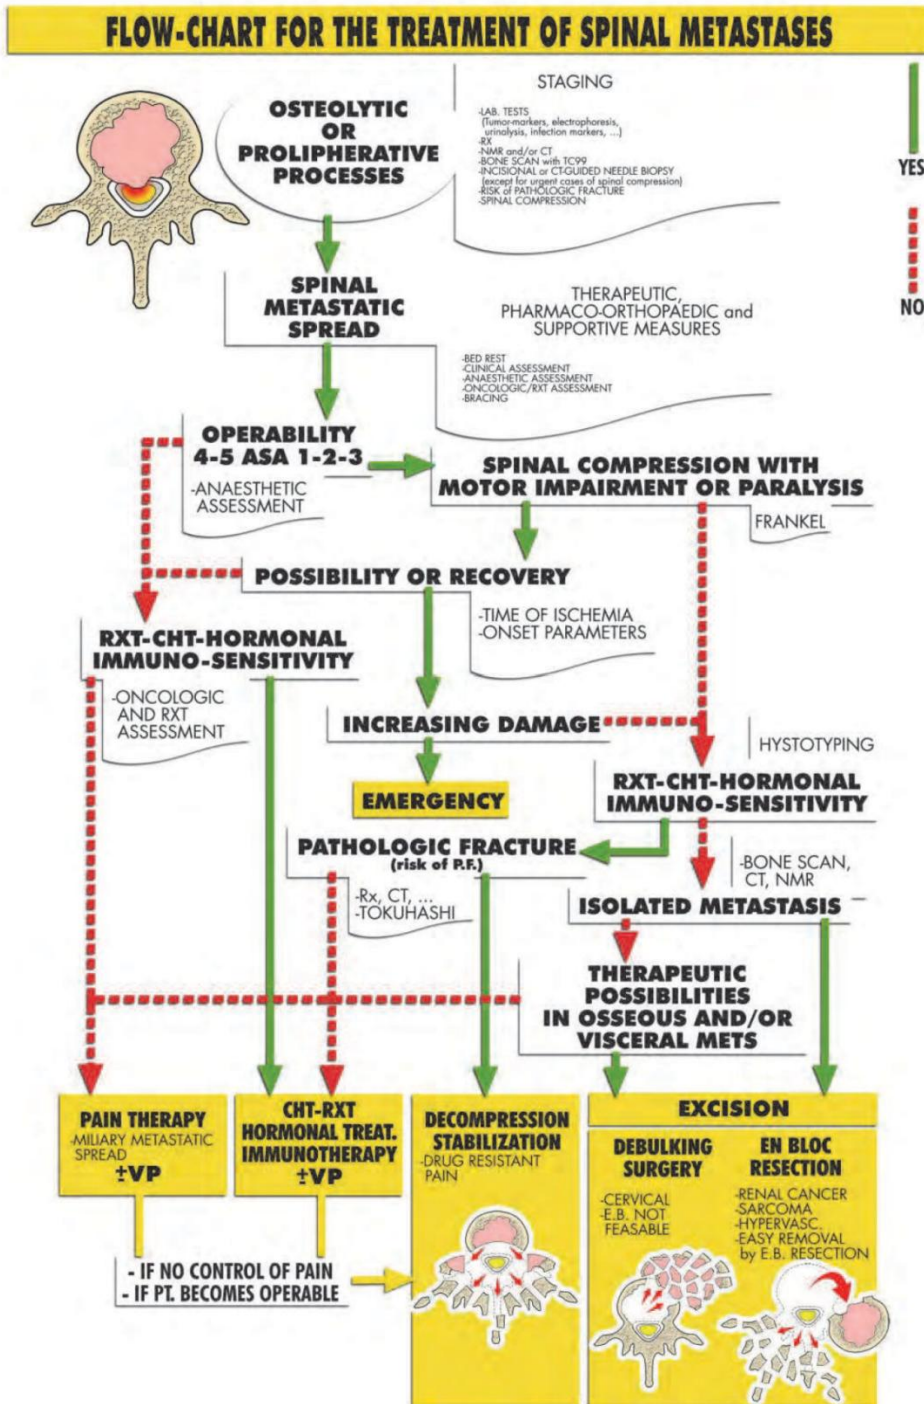 FLOW-CHART FOR THE TREATMENT OF SPINAL METASTASES
OSTEOLYTIC
OR
PROLIPHERATIVE
PROCESSES
STAGING
-LAB. TESTS
(Tumor-markers, electrophoresis,
urinalysis, infection markers, ...)
-RX
-NMR and/or CT
-BONE SCAN with TC99
-INCISIONAL or CT-GUIDED NEEDLE BIOPSY
(except for urgent cases of spinal compression)
-RISK of PATHOLOGIC FRACTURE
-SPINAL COMPRESSION
YES
NO
SPINAL
METASTATIC
SPREAD
THERAPEUTIC,
PHARMACO-ORTHOPAEDIC and
SUPPORTIVE MEASURES
-BED REST
-CLINICAL ASSESSMENT
-ANAESTHETIC ASSESSMENT
-ONCOLOGIC/RXT ASSESSMENT
-BRACING
OPERABILITY
4-5 ASA 1-2-3
-ANAESTHETIC
ASSESSMENT
SPINAL COMPRESSION WITH
MOTOR IMPAIRMENT OR PARALYSIS
FRANKEL
POSSIBILITY OR RECOVERY
-TIME OF ISCHEMIA
-ONSET PARAMETERS
RXT-CHT-HORMONAL
IMMUNO-SENSITIVITY
-ONCOLOGIC
AND RXT
ASSESSMENT
INCREASING DAMAGE
HYSTOTYPING
EMERGENCY
RXT-CHT-HORMONAL
IMMUNO-SENSITIVITY
PATHOLOGIC FRACTURE
(risk of P.F.)
-Rx, CT, ...
-TOKUHASHI
-BONE SCAN,
CT, NMR
ISOLATED METASTASIS
THERAPEUTIC
POSSIBILITIES
IN OSSEOUS AND/OR
VISCERAL METS
PAIN THERAPY
-MILIARY METASTATIC
SPREAD
±VP
CHT-RXT
HORMONAL TREAT.
IMMUNOTHERAPY
±VP
DECOMPRESSION
STABILIZATION
-DRUG RESISTANT
PAIN
EXCISION
DEBULKING
SURGERY
-CERVICAL
-E.B. NOT
FEASABLE
EN BLOC
RESECTION
-RENAL CANCER
-SARCOMA
-HYPERVASC.
-EASY REMOVAL
by E.B. RESECTION
- IF NO CONTROL OF PAIN
- IF PT. BECOMES OPERABLE